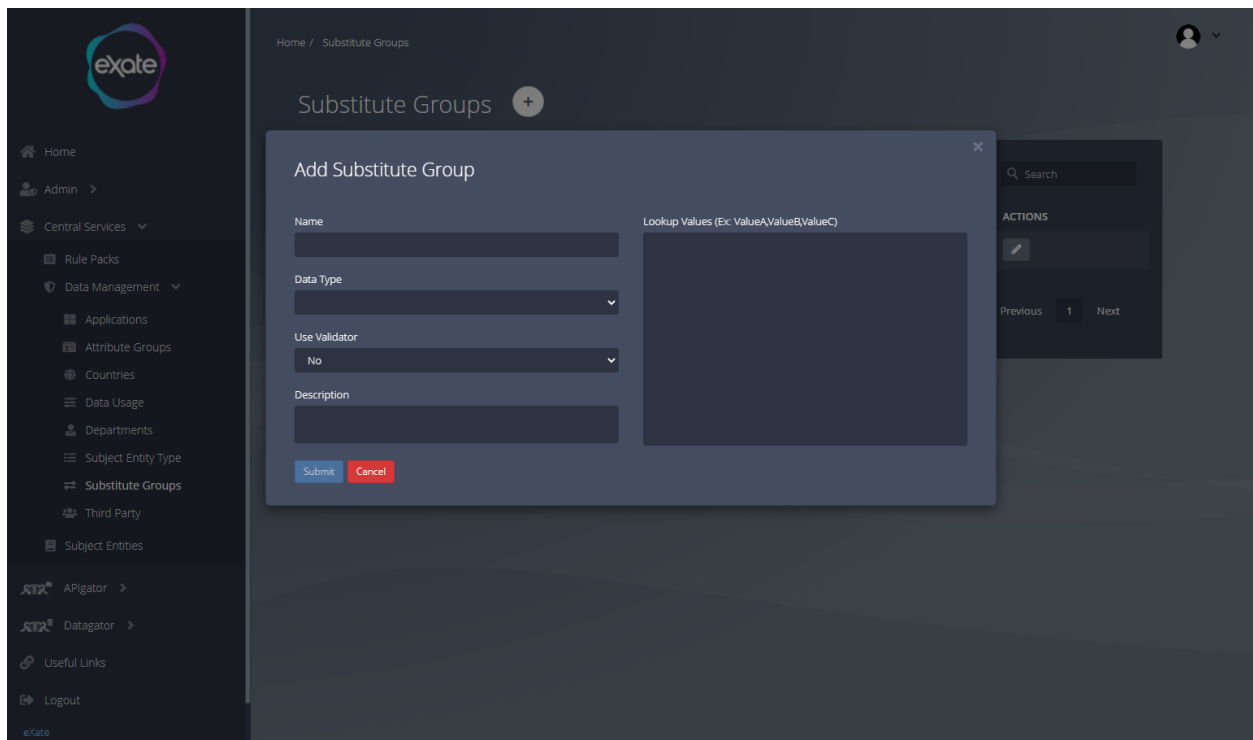 eXate
Home
Admin
Central Services
Rule Packs
Data Management
Applications
Attribute Groups
Countries
Data Usage
Departments
Subject Entity Type
Substitute Groups
Third Party
Subject Entities
APIgator
Datagator
Useful Links
Logout
eXate
Home / Substitute Groups
Substitute Groups
Add Substitute Group
Name
Data Type
Use Validator
No
Description
Submit Cancel
Lookup Values (Ex: ValueA,ValueB,ValueC)
Search
ACTIONS
Previous 1 Next